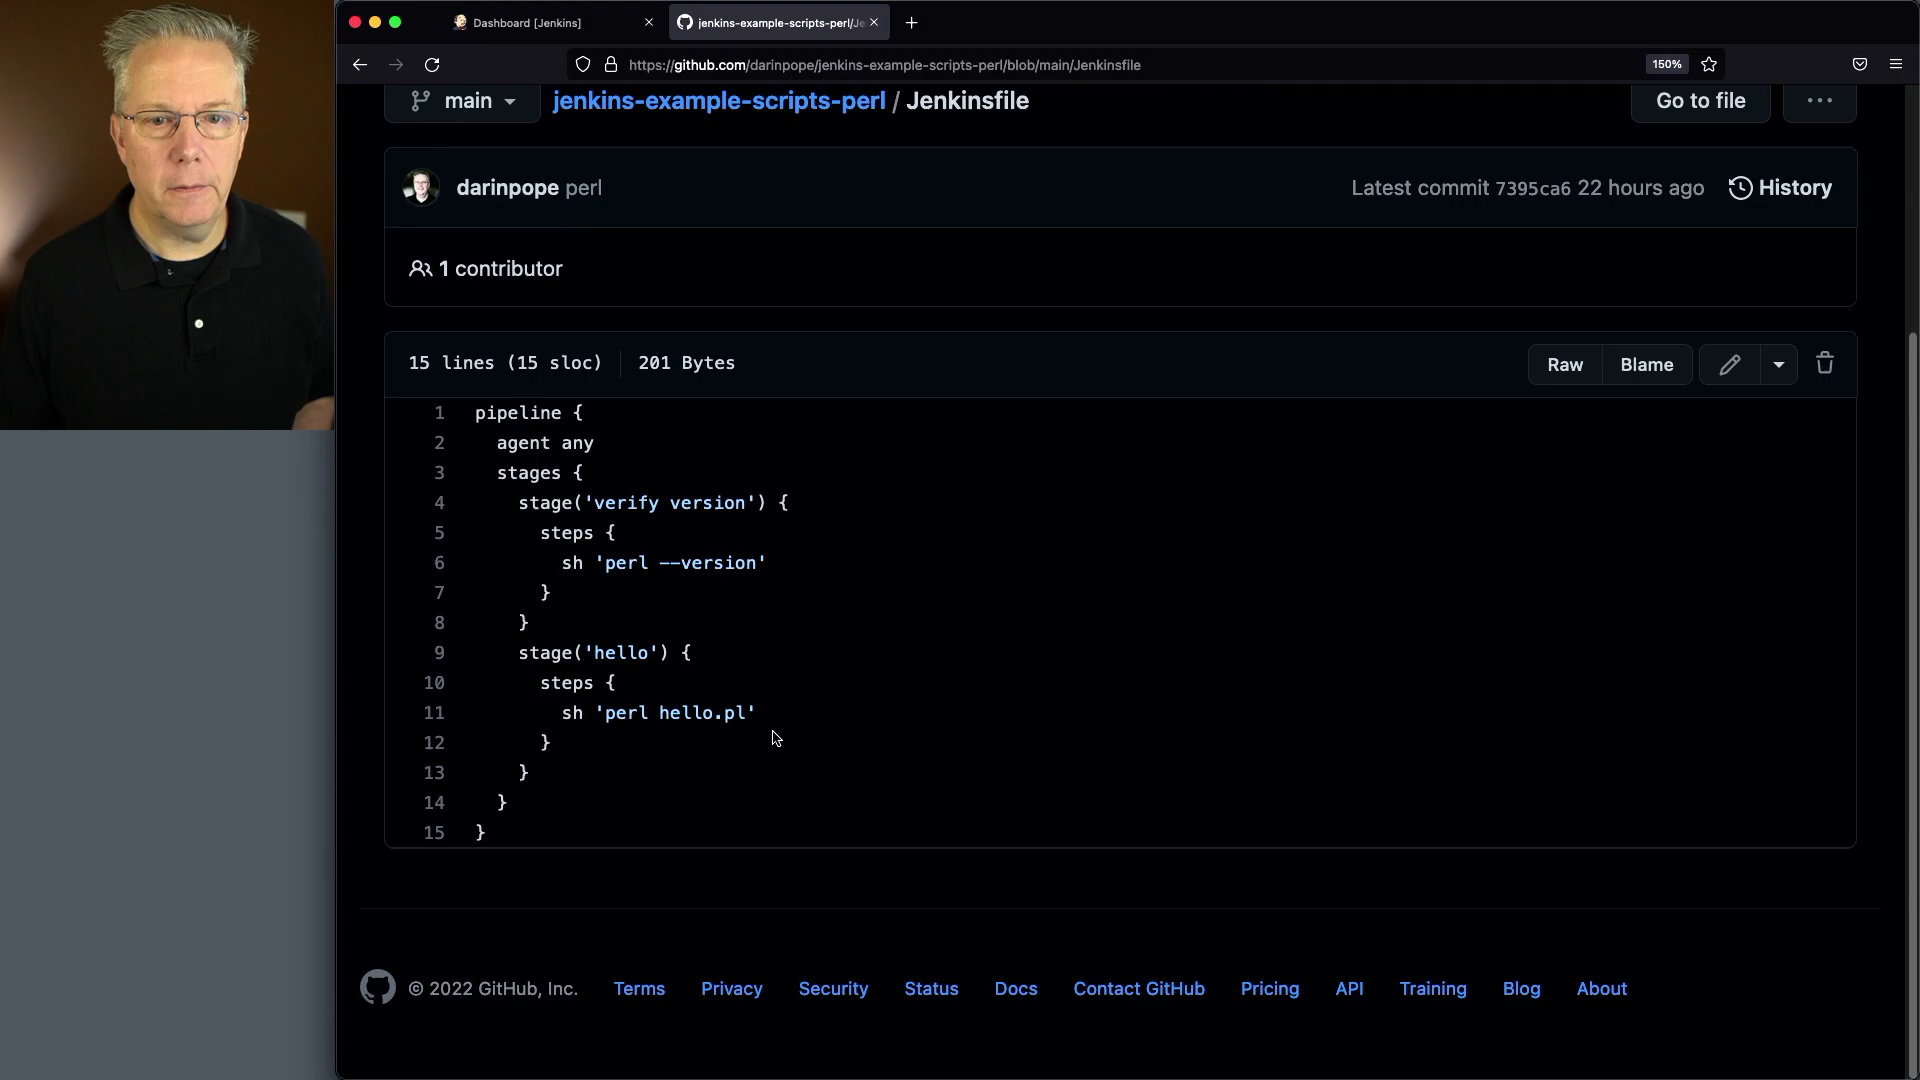 Dashboard [Jenkins]
jenkins-example-scripts-perl/Je
https://github.com/darinpope/jenkins-example-scripts-perl/blob/main/Jenkinsfile
150%
main
jenkins-example-scripts-perl / Jenkinsfile
Go to file
darinpope perl
Latest commit 7395ca6 22 hours ago
History
1 contributor
15 lines (15 sloc)
201 Bytes
Raw
Blame
1 pipeline {
2 agent any
3 stages {
4 stage('verify version') {
5 steps {
6 sh 'perl --version'
7 }
8 }
9 stage('hello') {
10 steps {
11 sh 'perl hello.pl'
12 }
13 }
14 }
15 }
© 2022 GitHub, Inc.
Terms
Privacy
Security
Status
Docs
Contact GitHub
Pricing
API
Training
Blog
About